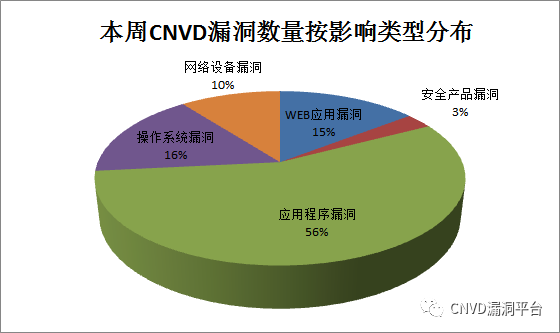 本周CNVD漏洞数量按影响类型分布
网络设备漏洞
10%
WEB应用漏洞
15%
安全产品漏洞
3%
操作系统漏洞
16%
应用程序漏洞
56%
CNVD漏洞平台